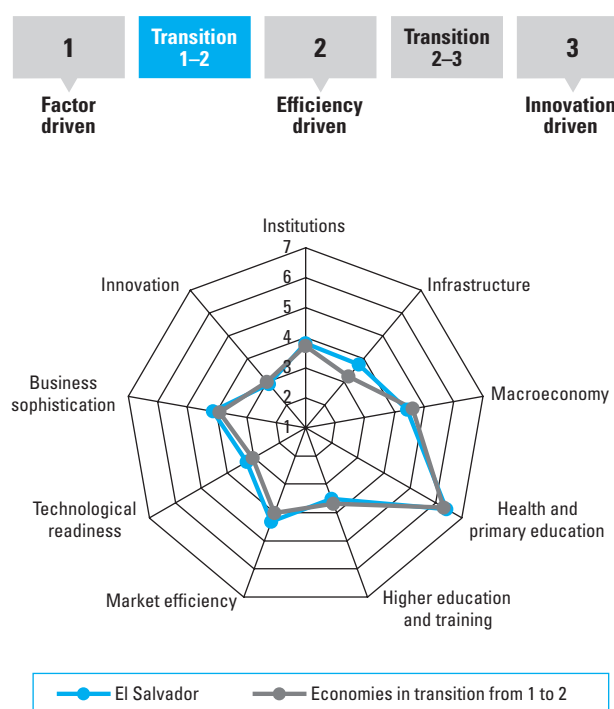 1
Transition
1–2
2
Transition
2–3
3
Factor
driven
Efficiency
driven
Innovation
driven
Institutions
7
6
5
4
3
2
1
Innovation
Infrastructure
Business
sophistication
Macroeconomy
Technological
readiness
Health and
primary education
Market efficiency
Higher education
and training
El Salvador
Economies in transition from 1 to 2